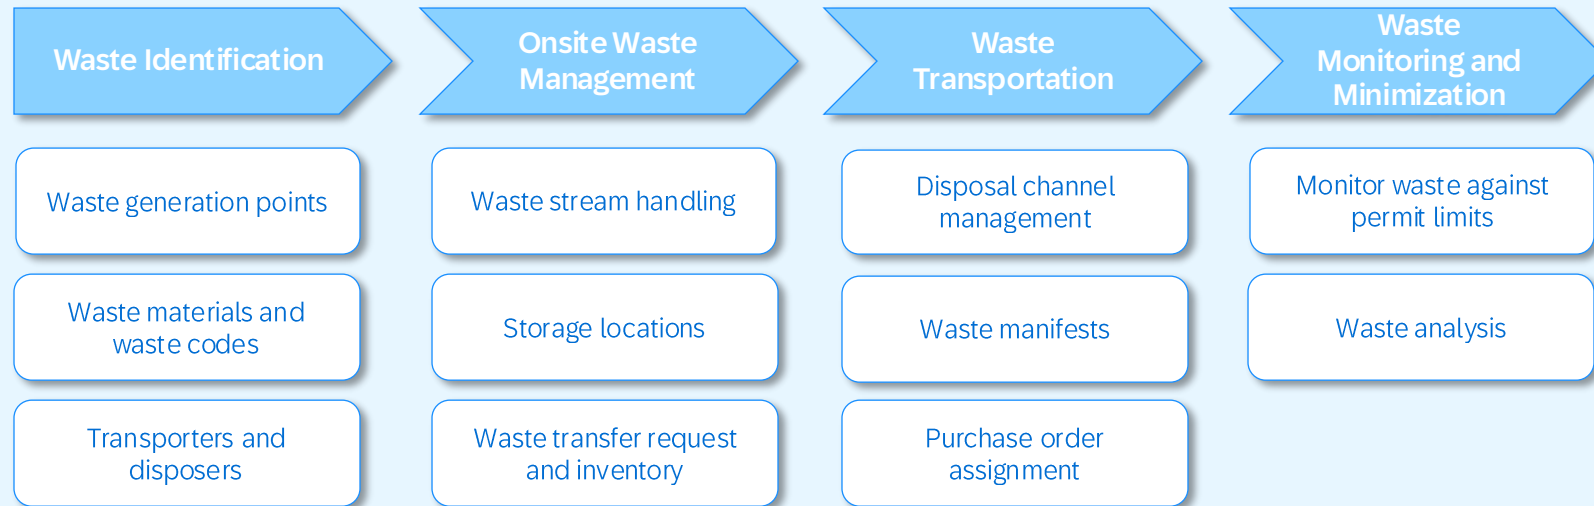 Waste Identification
Onsite Waste
Management
Waste
Transportation
Waste
Monitoring and
Minimization
Waste generation points
Waste stream handling
Disposal channel
management
Monitor waste against
permit limits
Waste materials and
waste codes
Storage locations
Waste manifests
Waste analysis
Transporters and
disposers
Waste transfer request
and inventory
Purchase order
assignment